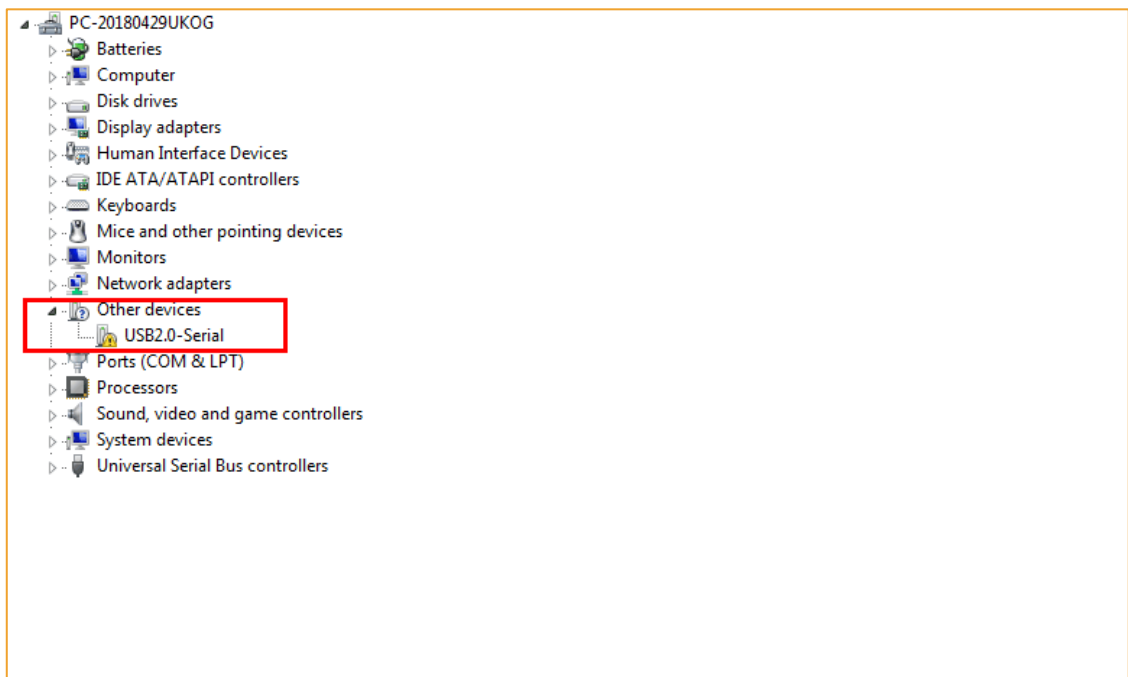 PC-20180429UKOG
Batteries
Computer
Disk drives
Display adapters
Human Interface Devices
IDE ATA/ATAPI controllers
Keyboards
Mice and other pointing devices
Monitors
Network adapters
Other devices
USB2.0-Serial
Ports (COM & LPT)
Processors
Sound, video and game controllers
System devices
Universal Serial Bus controllers